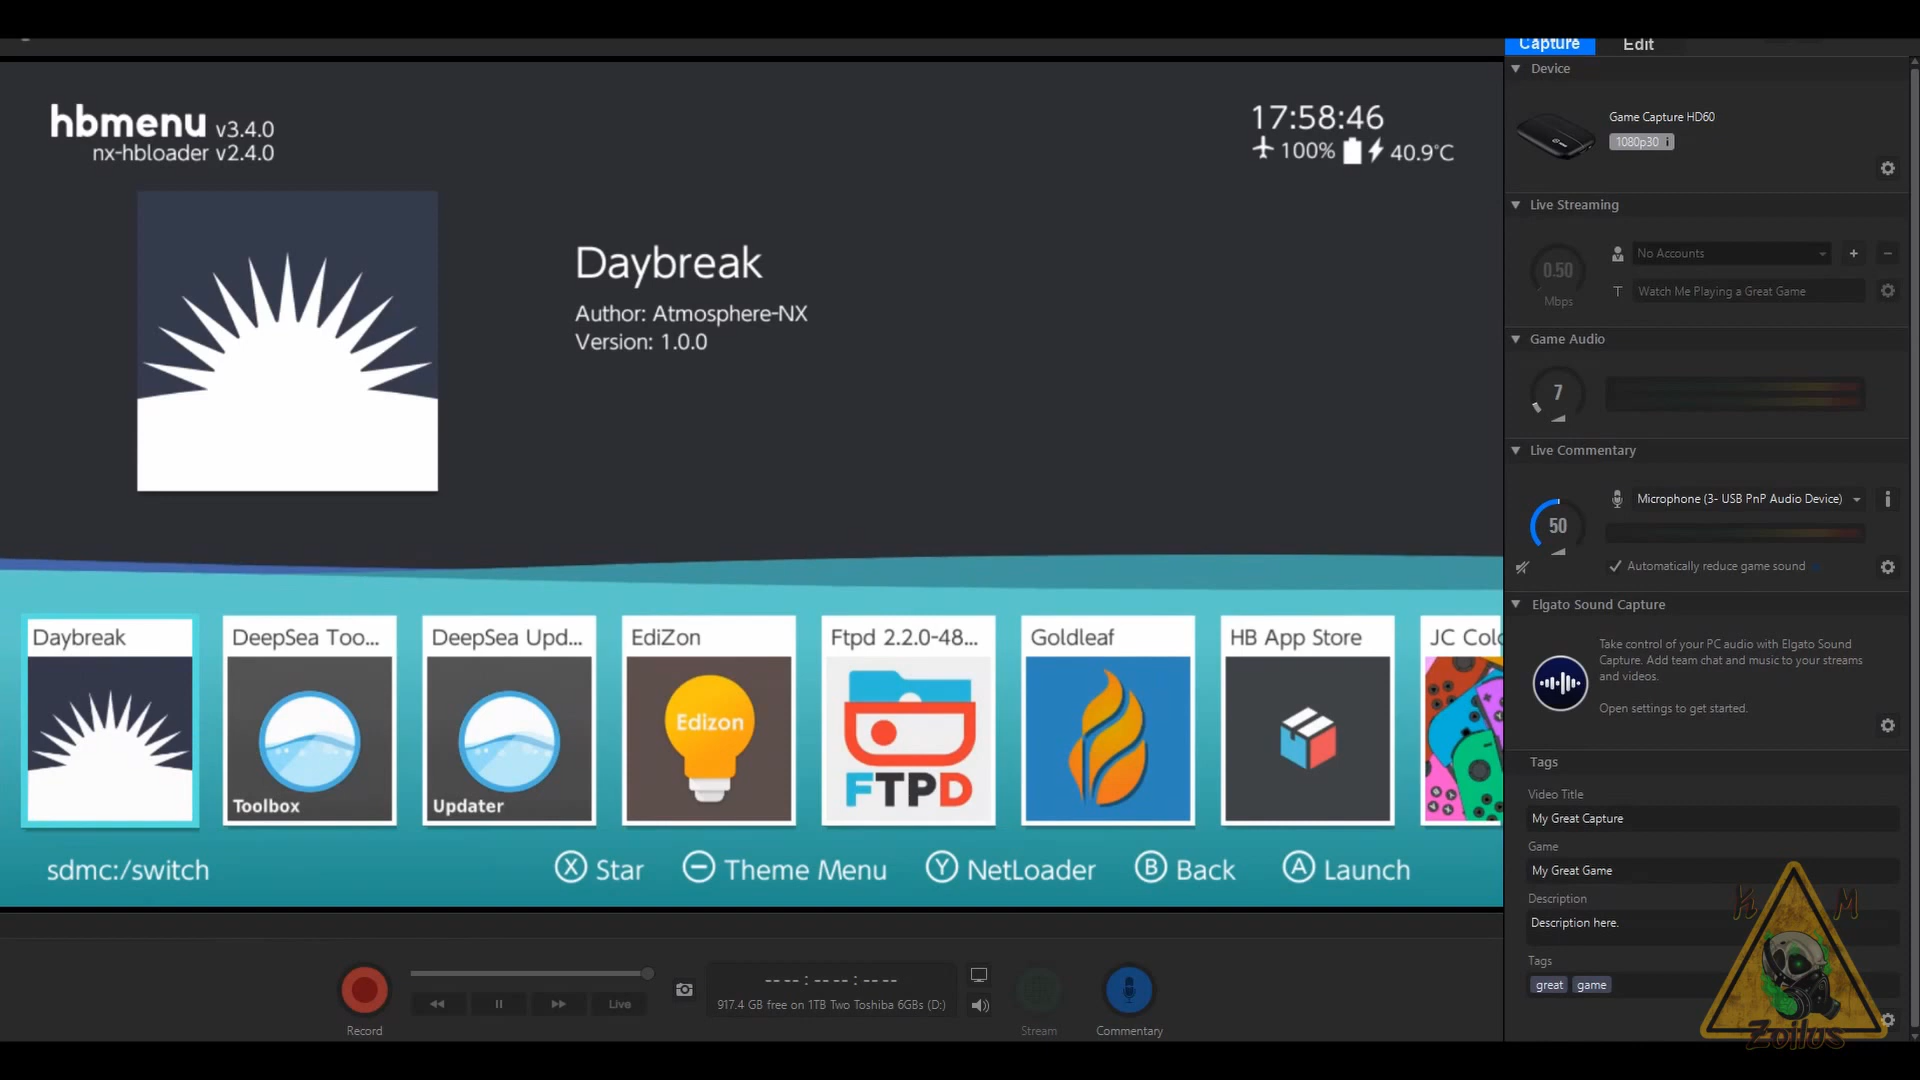 hbmenu v3.4.0
nx-hbloader v2.4.0
17:58:46
100% 40.9°C
Daybreak
Author: Atmosphere-NX
Version: 1.0.0
Daybreak
DeepSea Too...
Toolbox
DeepSea Upd...
Updater
EdiZon
Edizon
Ftpd 2.2.0-48...
FTPD
Goldleaf
HB App Store
JC Colo
sdmc:/switch
X Star
Theme Menu
Y NetLoader
B Back
A Launch
Record
Live
-- -- : -- -- : -- --
917.4 GB free on 1TB Two Toshiba 6GBs (D:)
Stream
Commentary
Capture
Edit
Device
Game Capture HD60
1080p30 i
Live Streaming
0.50
Mbps
No Accounts
Watch Me Playing a Great Game
Game Audio
7
Live Commentary
50
Microphone (3- USB PnP Audio Device)
Automatically reduce game sound
Elgato Sound Capture
Take control of your PC audio with Elgato Sound
Capture. Add team chat and music to your streams
and videos.
Open settings to get started.
Tags
Video Title
My Great Capture
Game
My Great Game
Description
Description here.
Tags
great game
K M
Zoilus